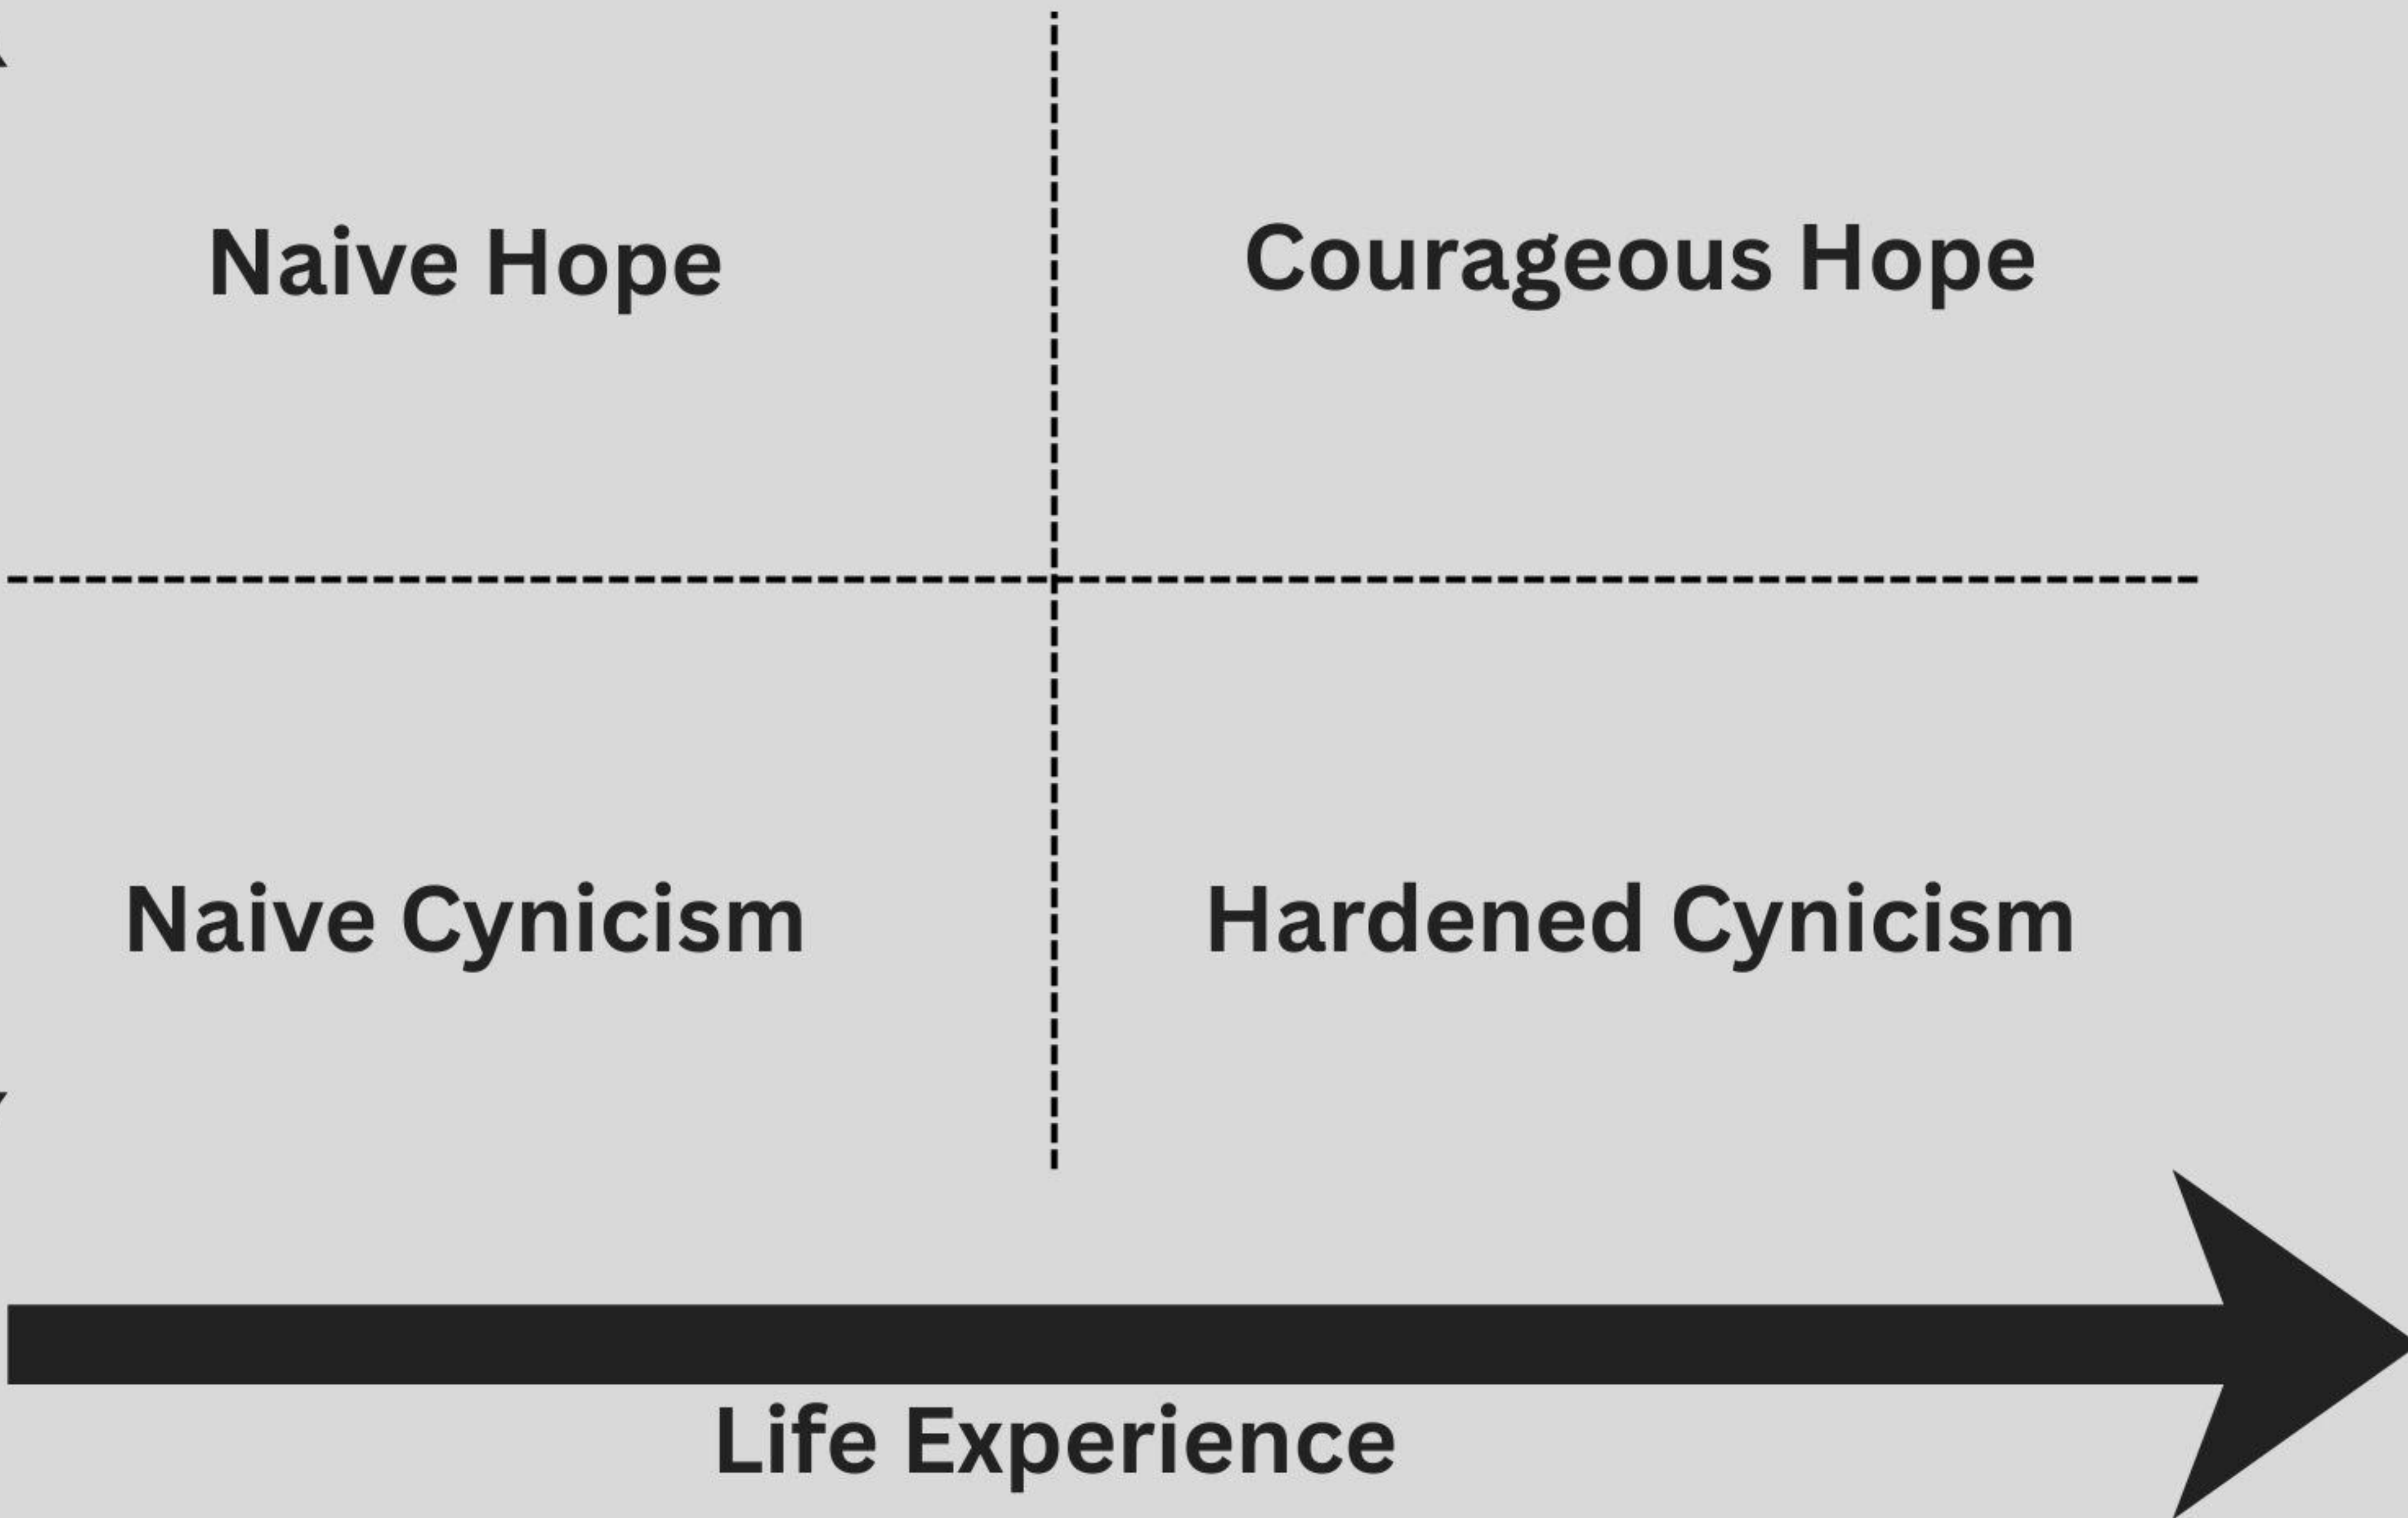 Naive Hope
Courageous Hope
Naive Cynicism
Hardened Cynicism
Life Experience